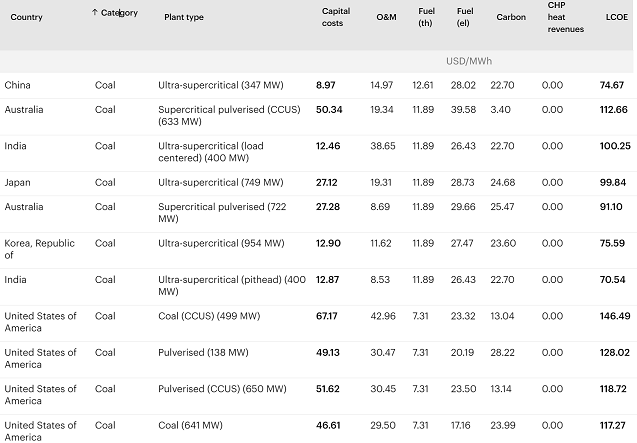 Country ↑ Category Plant type Capital costs O&M Fuel (th) Fuel (el) Carbon CHP heat revenues LCOE
USD/MWh
China Coal Ultra-supercritical (347 MW) 8.97 14.97 12.61 28.02 22.70 0.00 74.67
Australia Coal Supercritical pulverised (CCUS) (633 MW) 50.34 19.34 11.89 39.58 3.40 0.00 112.66
India Coal Ultra-supercritical (load centered) (400 MW) 12.46 38.65 11.89 26.43 22.70 0.00 100.25
Japan Coal Ultra-supercritical (749 MW) 27.12 19.31 11.89 28.73 24.68 0.00 99.84
Australia Coal Supercritical pulverised (722 MW) 27.28 8.69 11.89 29.66 25.47 0.00 91.10
Korea, Republic of Coal Ultra-supercritical (954 MW) 12.90 11.62 11.89 27.47 23.60 0.00 75.59
India Coal Ultra-supercritical (pithead) (400 MW) 12.87 8.53 11.89 26.43 22.70 0.00 70.54
United States of America Coal Coal (CCUS) (499 MW) 67.17 42.96 7.31 23.32 13.04 0.00 146.49
United States of America Coal Pulverised (138 MW) 49.13 30.47 7.31 20.19 28.22 0.00 128.02
United States of America Coal Pulverised (CCUS) (650 MW) 51.62 30.45 7.31 23.50 13.14 0.00 118.72
United States of America Coal Coal (641 MW) 46.61 29.50 7.31 17.16 23.99 0.00 117.27